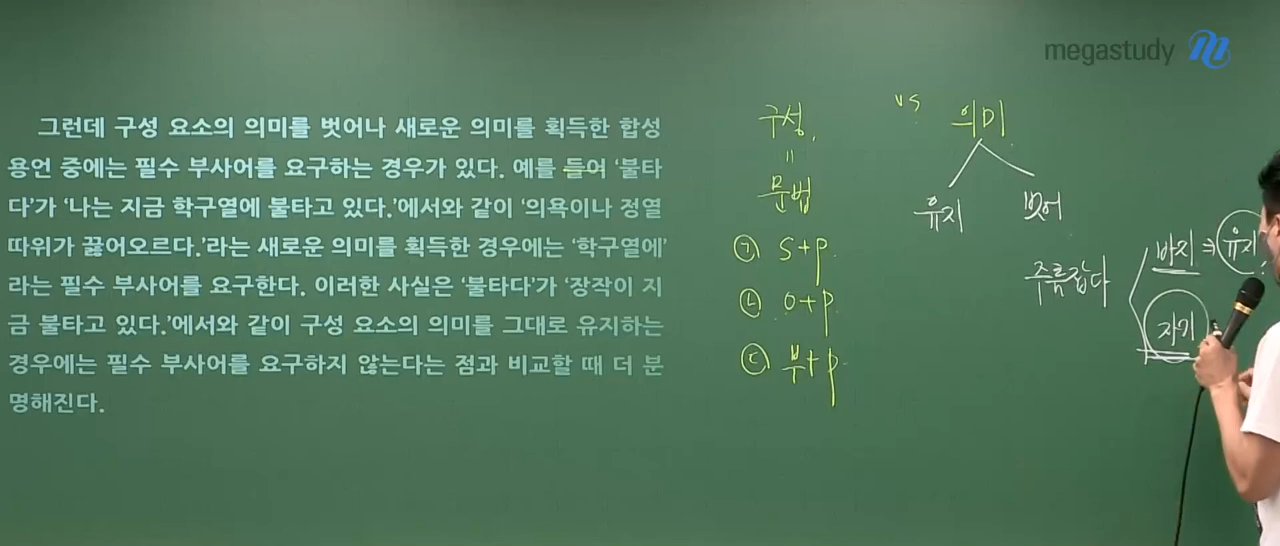 megastudy
그런데 구성 요소의 의미를 벗어나 새로운 의미를 획득한 합성
용언 중에는 필수 부사어를 요구하는 경우가 있다. 예를 들어 ‘불타
다’가 ‘나는 지금 학구열에 불타고 있다.’에서와 같이 ‘의욕이나 정열
따위가 끓어오르다.’라는 새로운 의미를 획득한 경우에는 ‘학구열에’
라는 필수 부사어를 요구한다. 이러한 사실은 ‘불타다’가 ‘장작이 지
금 불타고 있다.’에서와 같이 구성 요소의 의미를 그대로 유지하는
경우에는 필수 부사어를 요구하지 않는다는 점과 비교할 때 더 분
명해진다.
구성
=
문법
㉠ S+p
㉡ O+p
㉢ 부+p
vs
의미
유지
벗어
주름잡다
바지 ⇒ 유지
자기